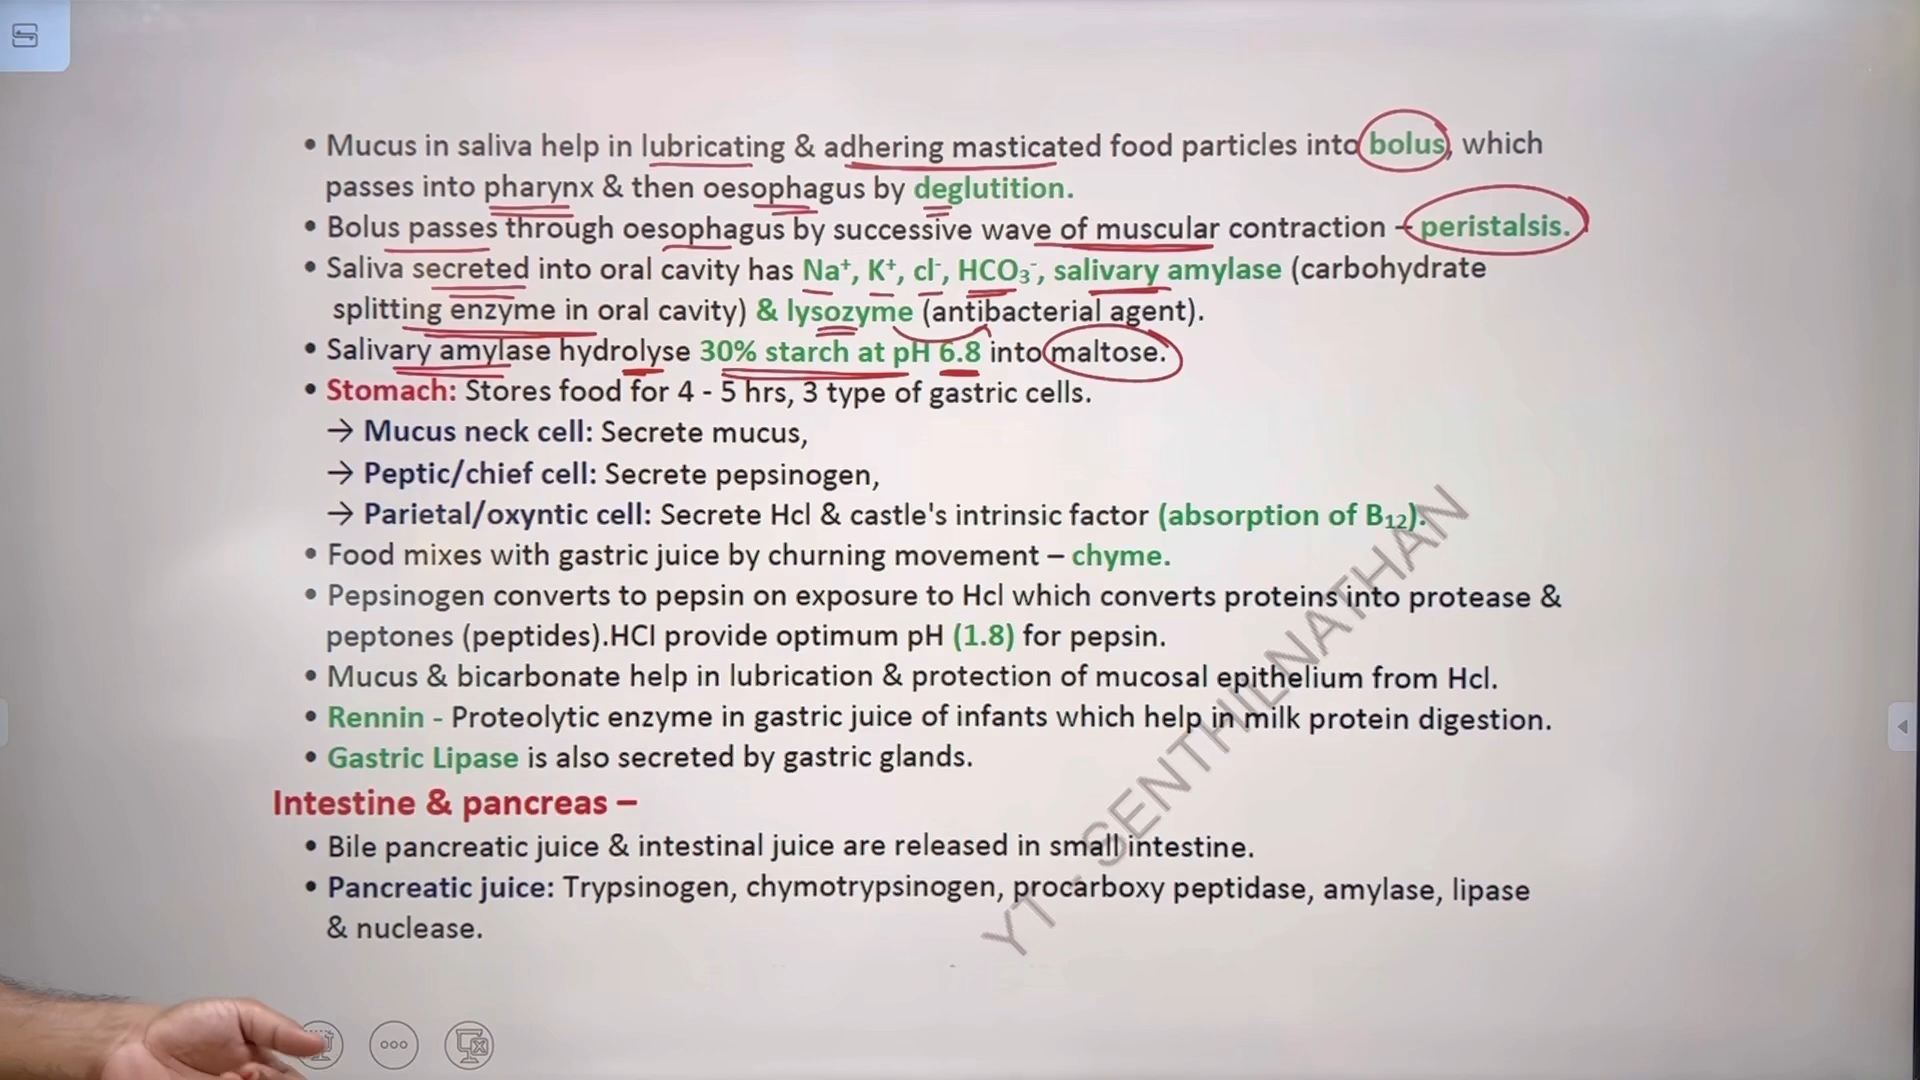 • Mucus in saliva help in lubricating & adhering masticated food particles into bolus, which
passes into pharynx & then oesophagus by deglutition.
• Bolus passes through oesophagus by successive wave of muscular contraction – peristalsis.
• Saliva secreted into oral cavity has Na⁺, K⁺, cl⁻, HCO₃⁻, salivary amylase (carbohydrate
splitting enzyme in oral cavity) & lysozyme (antibacterial agent).
• Salivary amylase hydrolyse 30% starch at pH 6.8 into maltose.
• Stomach: Stores food for 4 - 5 hrs, 3 type of gastric cells.
→ Mucus neck cell: Secrete mucus,
→ Peptic/chief cell: Secrete pepsinogen,
→ Parietal/oxyntic cell: Secrete Hcl & castle's intrinsic factor (absorption of B₁₂).
• Food mixes with gastric juice by churning movement – chyme.
• Pepsinogen converts to pepsin on exposure to Hcl which converts proteins into protease &
peptones (peptides).HCl provide optimum pH (1.8) for pepsin.
• Mucus & bicarbonate help in lubrication & protection of mucosal epithelium from Hcl.
• Rennin - Proteolytic enzyme in gastric juice of infants which help in milk protein digestion.
• Gastric Lipase is also secreted by gastric glands.
Intestine & pancreas –
• Bile pancreatic juice & intestinal juice are released in small intestine.
• Pancreatic juice: Trypsinogen, chymotrypsinogen, procarboxy peptidase, amylase, lipase
& nuclease.
YT - SENTHILNATHAN